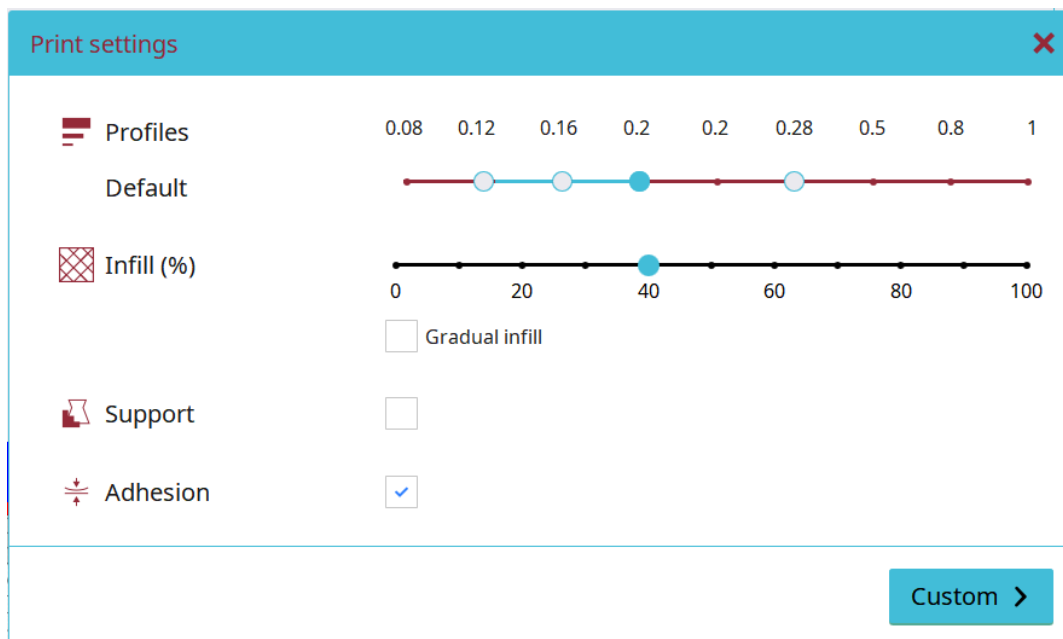 Print settings
Profiles 0.08 0.12 0.16 0.2 0.2 0.28 0.5 0.8 1
Default
Infill (%)
0 20 40 60 80 100
Gradual infill
Support
Adhesion
Custom